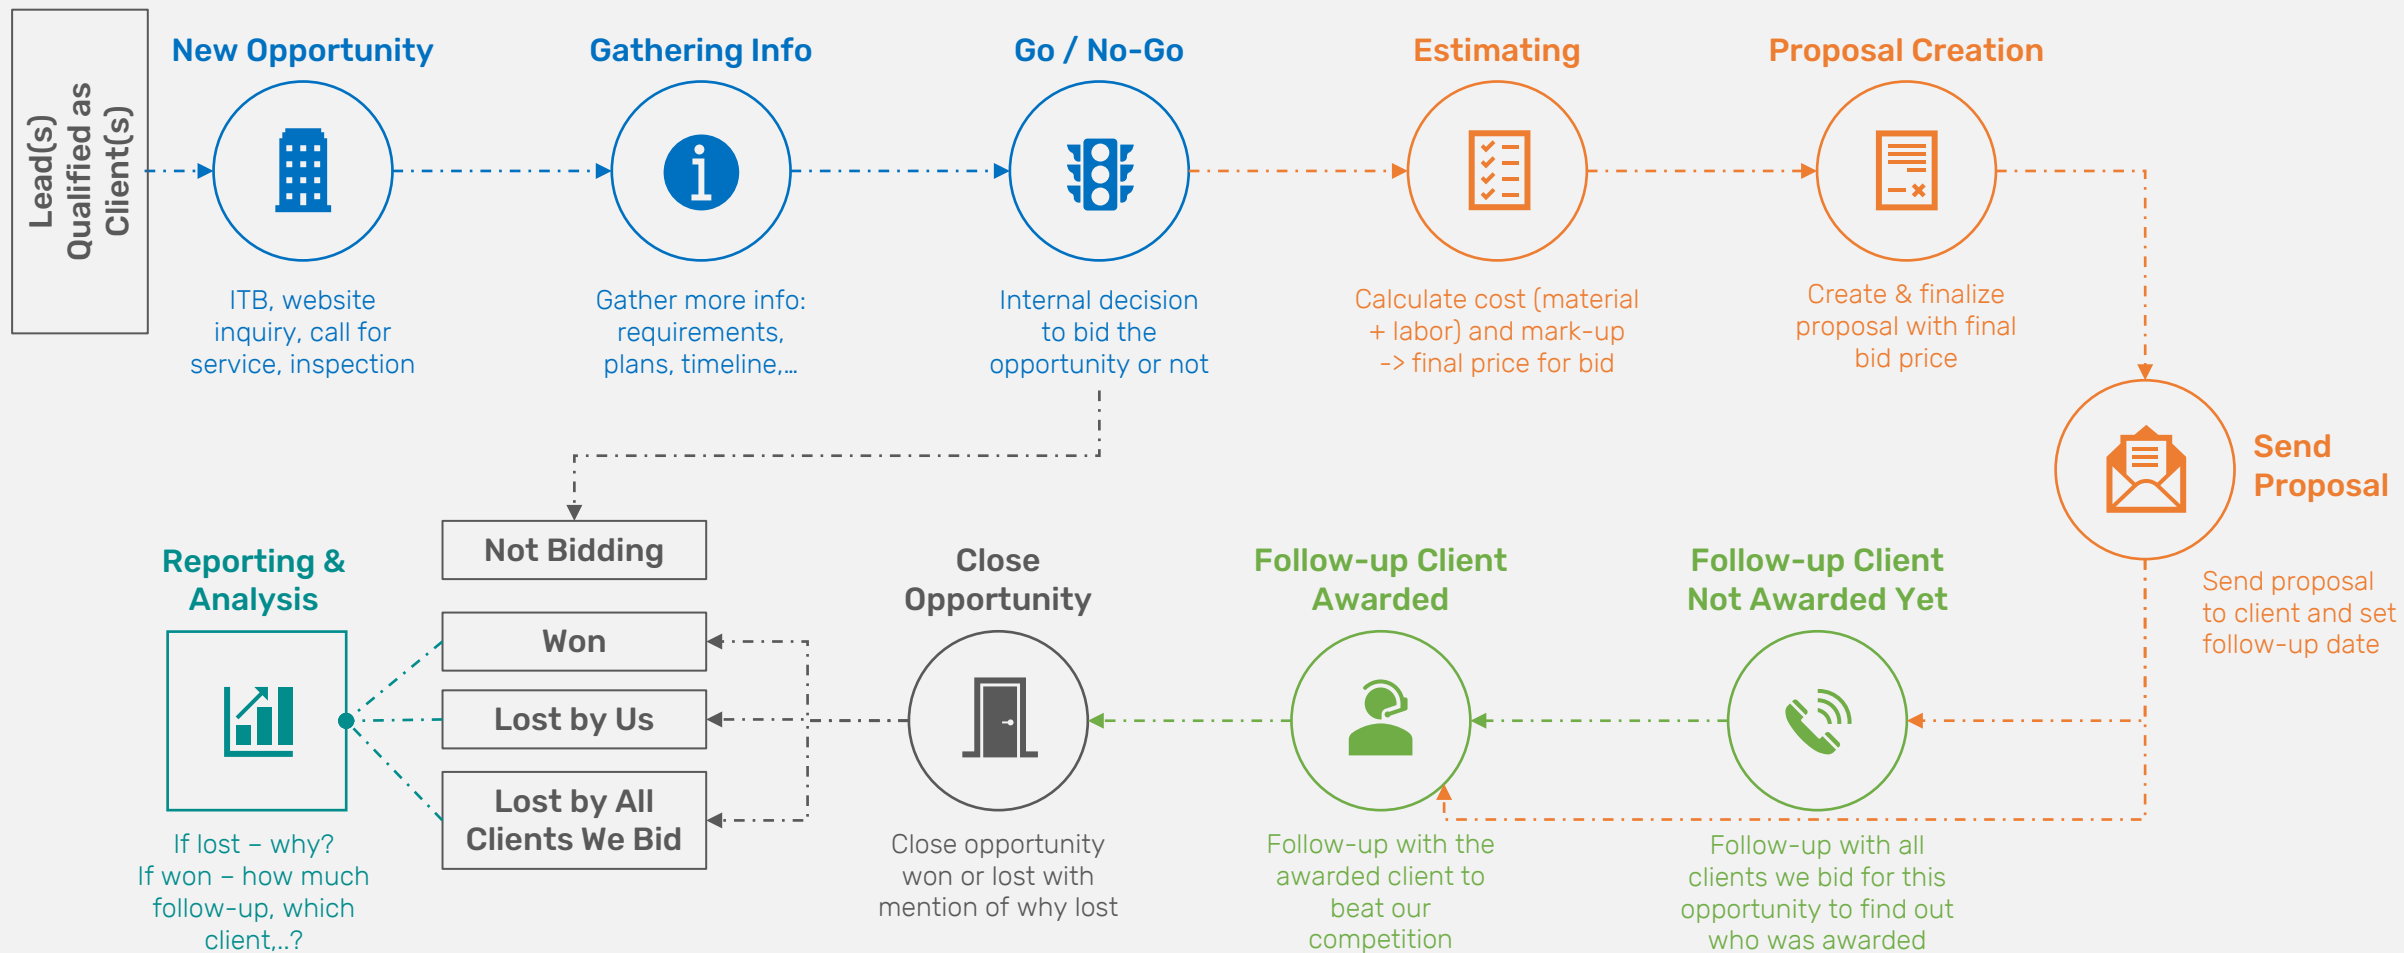 Lead(s)
Qualified as
Client(s)
New Opportunity
ITB, website
inquiry, call for
service, inspection
Gathering Info
Gather more info:
requirements,
plans, timeline,...
Go / No-Go
Internal decision
to bid the
opportunity or not
Estimating
Calculate cost (material
+ labor) and mark-up
-> final price for bid
Proposal Creation
Create & finalize
proposal with final
bid price
Send
Proposal
Send proposal
to client and set
follow-up date
Follow-up Client
Not Awarded Yet
Follow-up with all
clients we bid for this
opportunity to find out
who was awarded
Follow-up Client
Awarded
Follow-up with the
awarded client to
beat our
competition
Close
Opportunity
Close opportunity
won or lost with
mention of why lost
Not Bidding
Won
Lost by Us
Lost by All
Clients We Bid
Reporting &
Analysis
If lost – why?
If won – how much
follow-up, which
client,..?